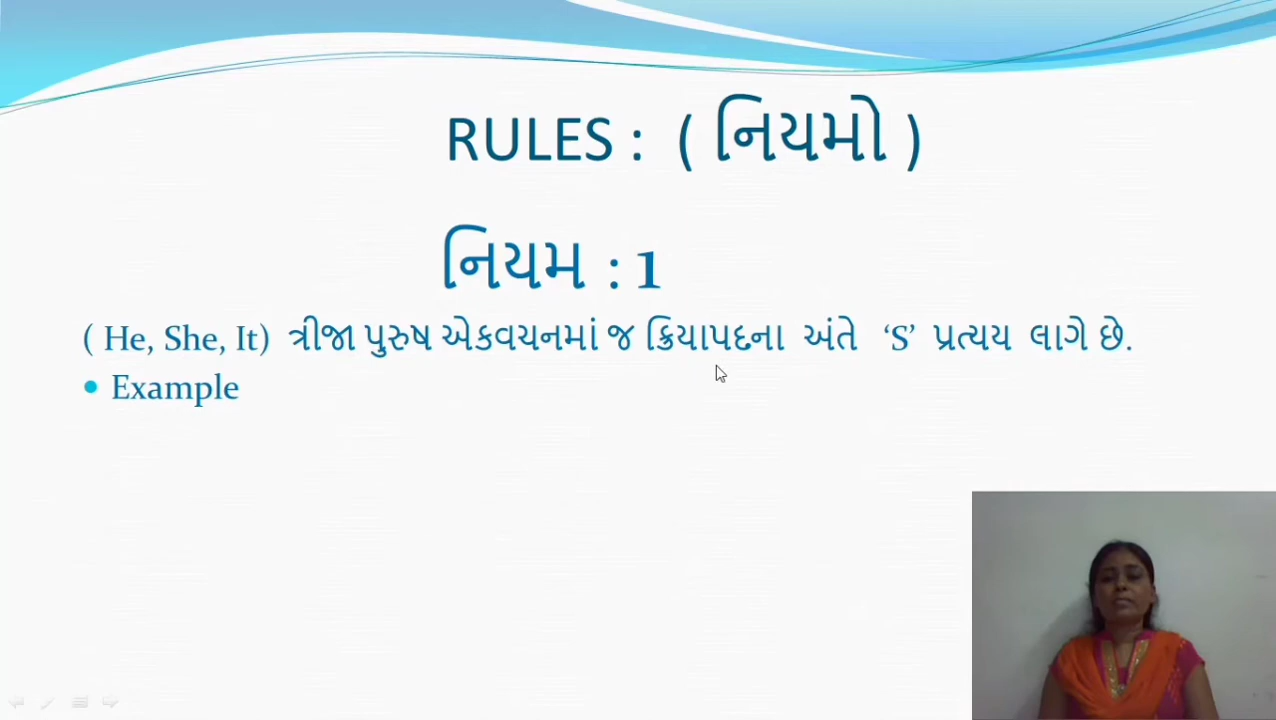 RULES : ( નિયમો )
નિયમ : 1
( He, She, It) ત્રીજા પુરુષ એકવચનમાં જ ક્રિયાપદના અંતે ‘S’ પ્રત્યય લાગે છે.
• Example